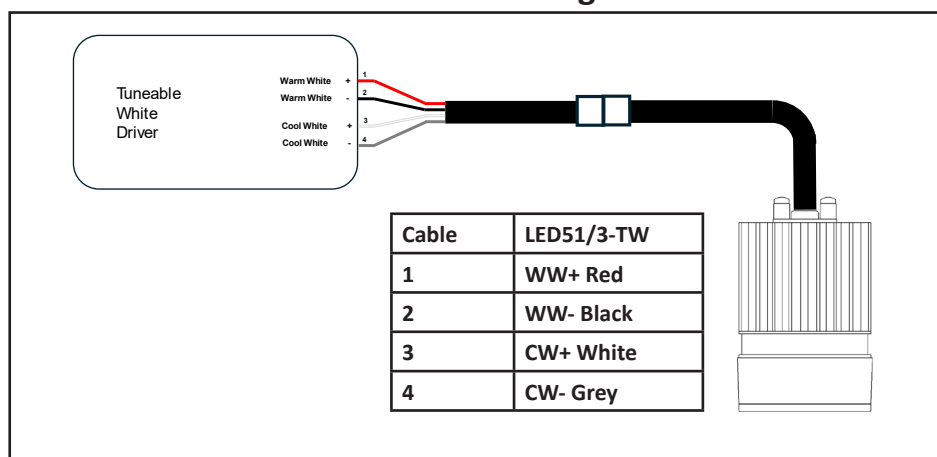 Tuneable
White
Driver
Warm White + 1
Warm White - 2
Cool White + 3
Cool White - 4
Cable LED51/3-TW
1 WW+ Red
2 WW- Black
3 CW+ White
4 CW- Grey